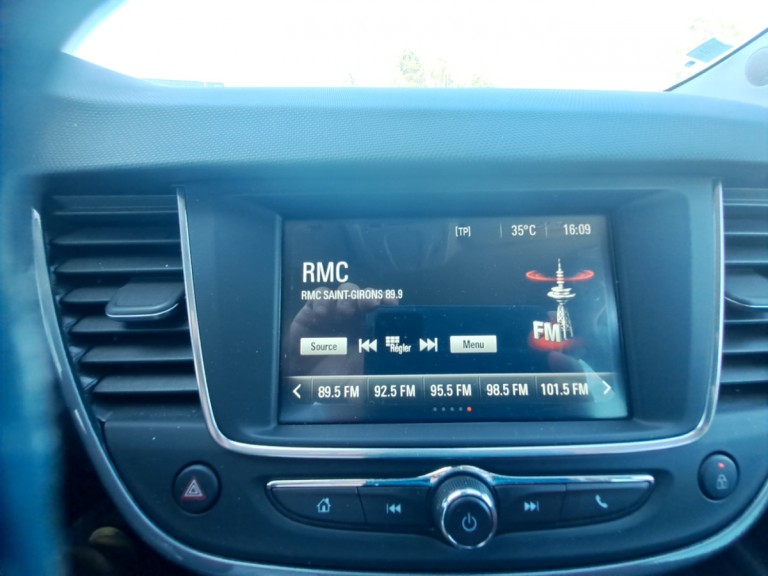 [TP] 35°C 16:09
RMC
RMC SAINT-GIRONS 89.9
FM
Source Régler Menu
89.5 FM 92.5 FM 95.5 FM 98.5 FM 101.5 FM